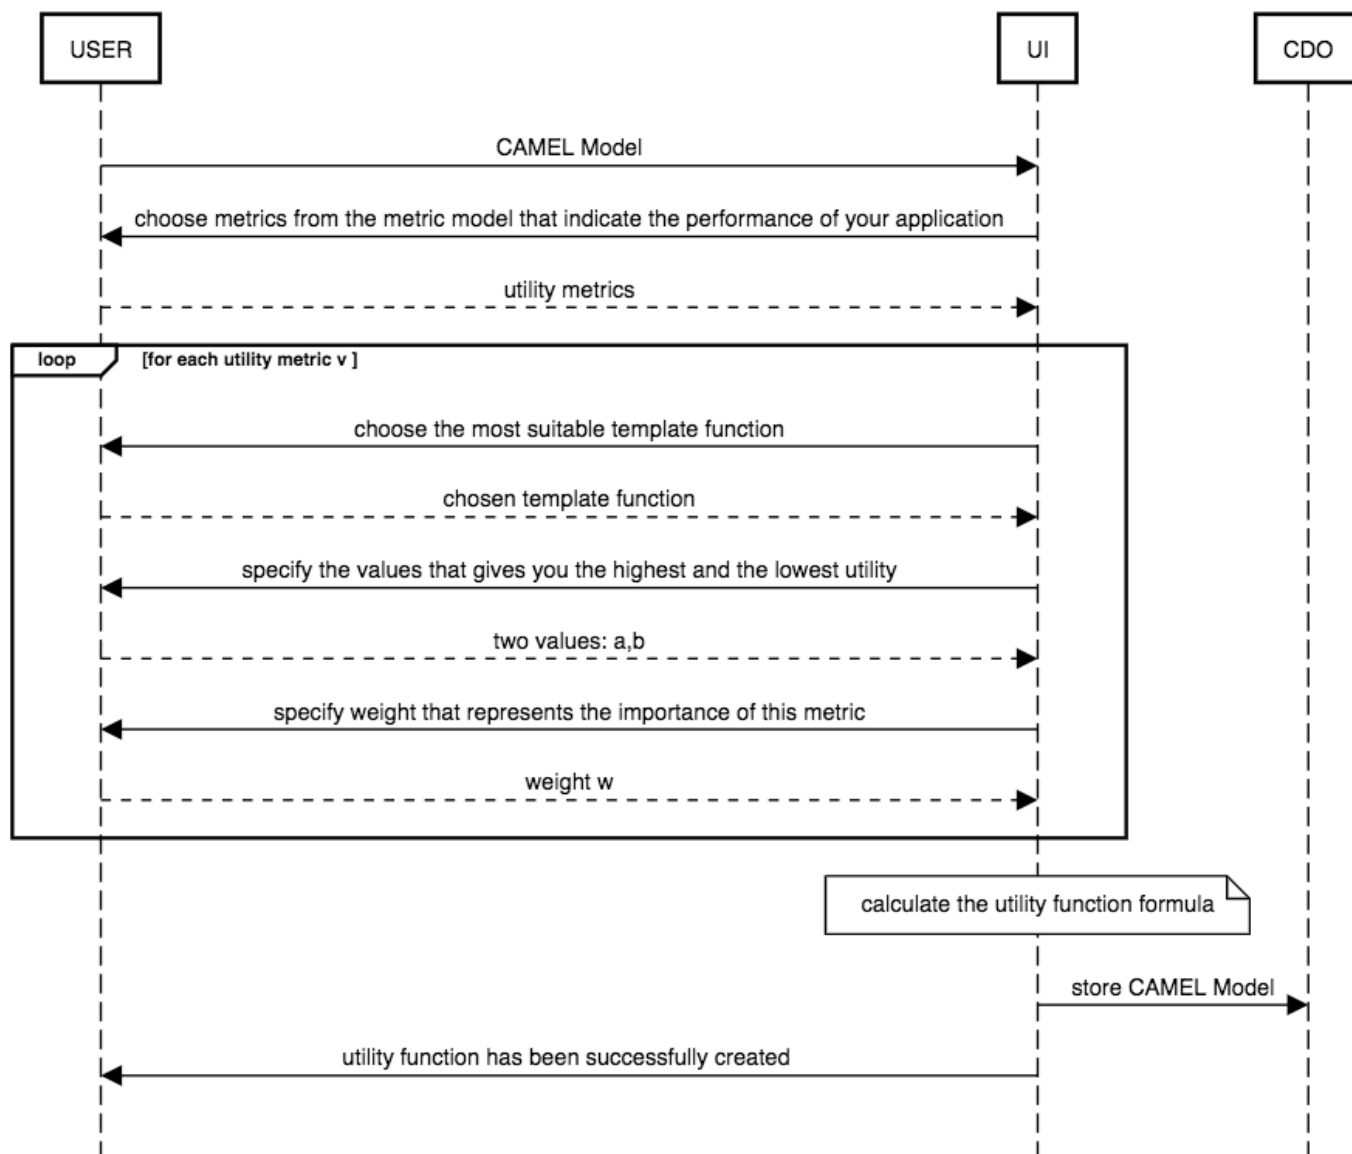 USER
UI
CDO
CAMEL Model
choose metrics from the metric model that indicate the performance of your application
utility metrics
loop
[for each utility metric v ]
choose the most suitable template function
chosen template function
specify the values that gives you the highest and the lowest utility
two values: a,b
specify weight that represents the importance of this metric
weight w
calculate the utility function formula
store CAMEL Model
utility function has been successfully created